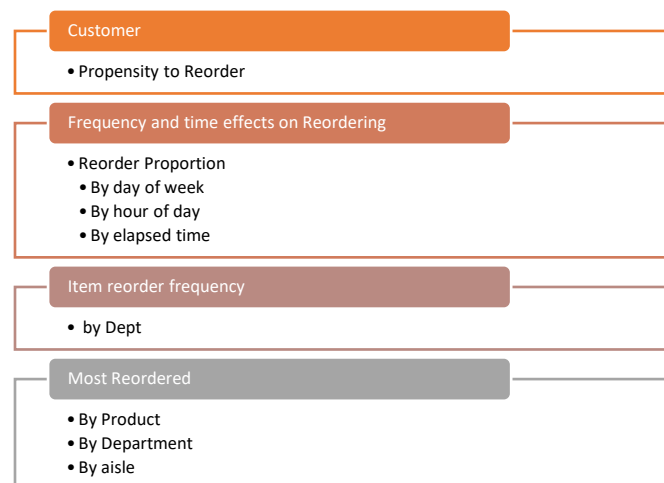 Customer
• Propensity to Reorder
Frequency and time effects on Reordering
• Reorder Proportion
• By day of week
• By hour of day
• By elapsed time
Item reorder frequency
• by Dept
Most Reordered
• By Product
• By Department
• By aisle